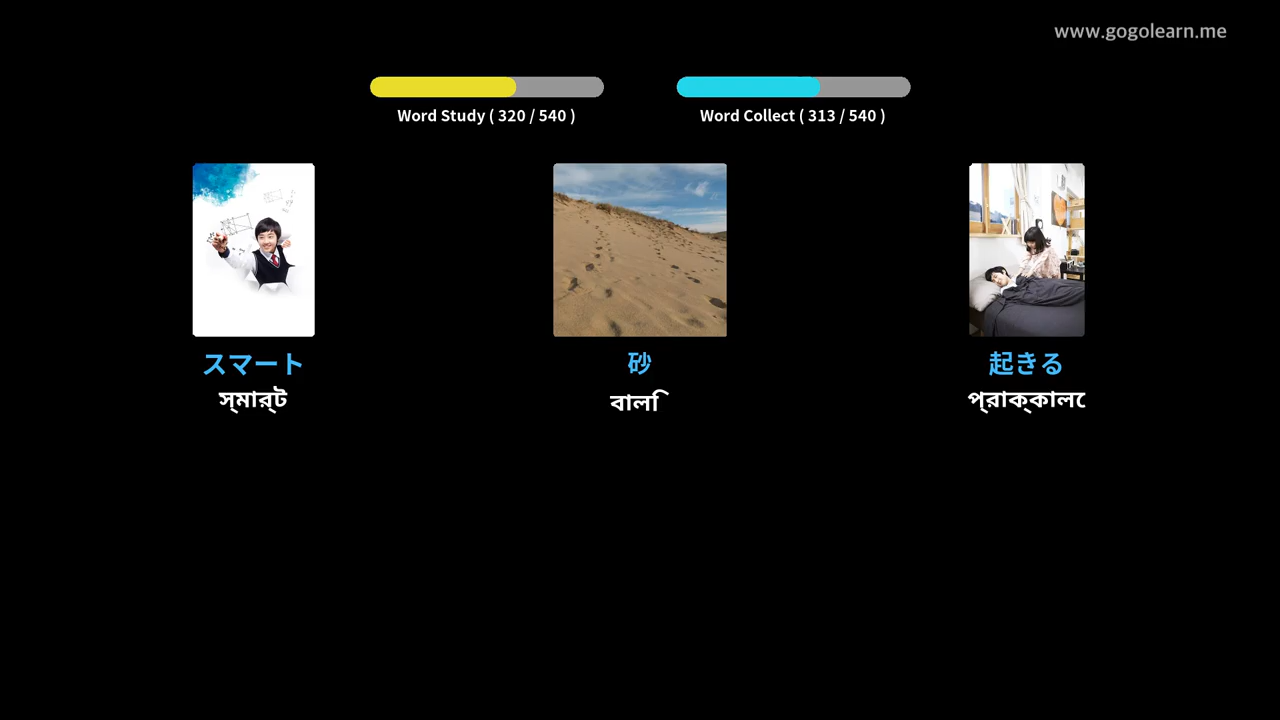 www.gogolearn.me
Word Study ( 320 / 540 )
Word Collect ( 313 / 540 )
スマート
স্মার্ট
砂
বালি
起きる
প্রাক্কালে